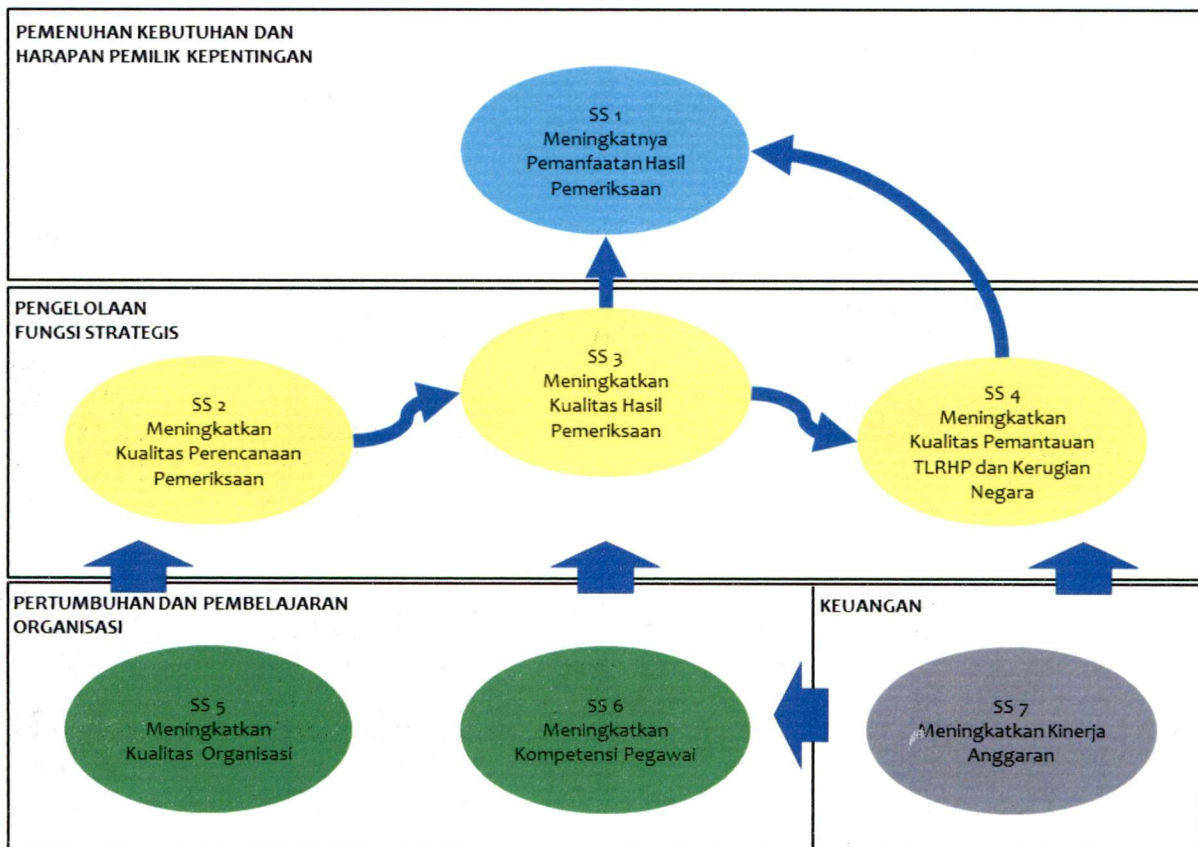 PEMENUHAN KEBUTUHAN DAN
HARAPAN PEMILIK KEPENTINGAN
SS 1
Meningkatnya
Pemanfaatan Hasil
Pemeriksaan
PENGELOLAAN
FUNGSI STRATEGIS
SS 2
Meningkatkan
Kualitas Perencanaan
Pemeriksaan
SS 3
Meningkatkan
Kualitas Hasil
Pemeriksaan
SS 4
Meningkatkan
Kualitas Pemantauan
TLRHP dan Kerugian
Negara
PERTUMBUHAN DAN PEMBELAJARAN
ORGANISASI
SS 5
Meningkatkan
Kualitas Organisasi
SS 6
Meningkatkan
Kompetensi Pegawai
KEUANGAN
SS 7
Meningkatkan Kinerja
Anggaran